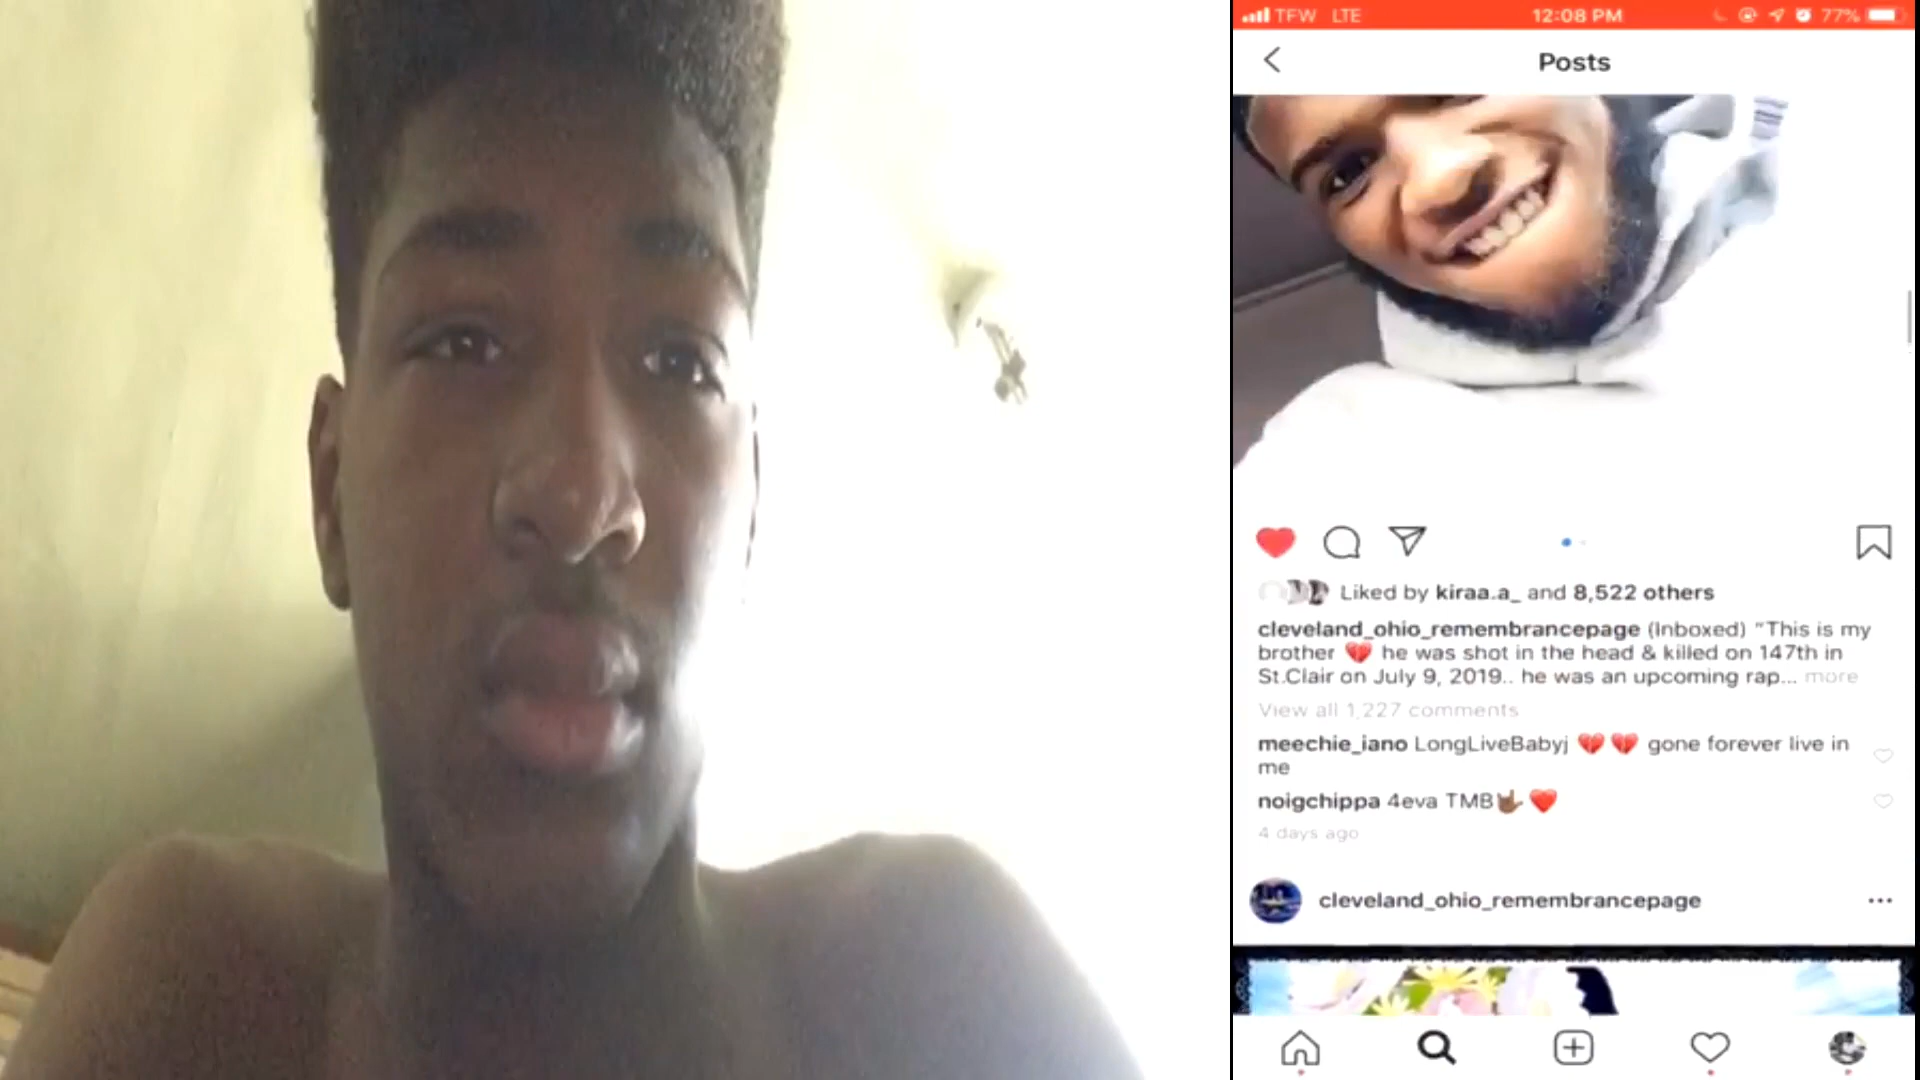 TFW LTE 12:08 PM 77%
Posts
Liked by kiraa.a_ and 8,522 others
cleveland_ohio_remembrancepage (Inboxed) "This is my
brother 💔 he was shot in the head & killed on 147th in
St.Clair on July 9, 2019.. he was an upcoming rap... more
View all 1,227 comments
meechie_iano LongLiveBabyj 💔💔 gone forever live in
me
noigchippa 4eva TMB🤟🏾❤️
4 days ago
cleveland_ohio_remembrancepage